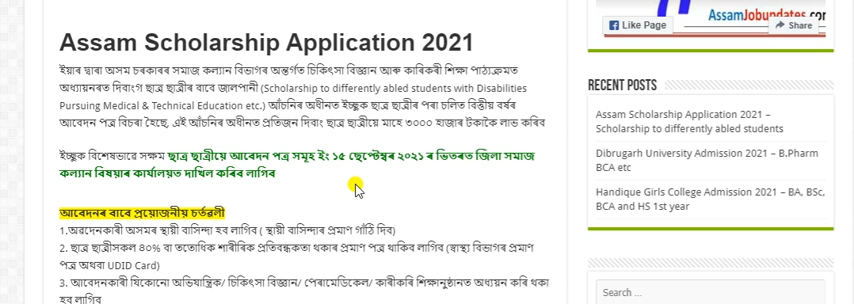 Assam Scholarship Application 2021
ইয়াৰ দ্বাৰা অসম চৰকাৰৰ সমাজ কল্যান বিভাগৰ অন্তৰ্গত চিকিৎসা বিজ্ঞান আৰু কাৰিকৰী শিক্ষা পাঠ্যক্ৰমত
অধ্যয়নৰত দিবাংগ ছাত্ৰ ছাত্ৰীৰ বাবে জালপানী (Scholarship to differently abled students with Disabilities
Pursuing Medical & Technical Education etc.) আঁচনিৰ অধীনত ইচ্ছুক ছাত্ৰ ছাত্ৰীৰ পৰা চলিত বিত্তীয় বৰ্ষৰ
আবেদন পত্ৰ বিচৰা হৈছে, এই আঁচনিৰ অধীনত প্ৰতিজন দিবাং ছাত্ৰ ছাত্ৰীয়ে মাহে ৩০০০ হাজাৰ টকাকৈ লাভ কৰিব
ইচ্ছুক বিশেষভাৱে সক্ষম ছাত্ৰ ছাত্ৰীয়ে আবেদন পত্ৰ সমূহ ইং ১৫ ছেপ্টেম্বৰ ২০২১ ৰ ভিতৰত জিলা সমাজ
কল্যান বিষয়াৰ কাৰ্যালয়ত দাখিল কৰিব লাগিব
আবেদনৰ বাবে প্ৰয়োজনীয় চৰ্তৱলী
1.অৱদেনকাৰী অসমৰ স্থায়ী বাসিন্দা হব লাগিব ( স্থায়ী বাসিন্দাৰ প্ৰমাণ গাঁঠি দিব)
2. ছাত্ৰ ছাত্ৰীসকল ৪০% বা ততোধিক শাৰীৰিক প্ৰতিবন্ধকতা থকাৰ প্ৰমাণ পত্ৰ থাকিব লাগিব (স্বাস্থ্য বিভাগৰ প্ৰমাণ
পত্ৰ অথবা UDID Card)
3. আবেদনকাৰী যিকোনো অভিযান্ত্ৰিক/ চিকিৎসা বিজ্ঞান/ পেৰামেডিকেল/ কাৰীকৰি শিক্ষানুষ্ঠানত অধ্যয়ন কৰি থকা
হব লাগিব
AssamJobupdates.com
Like Page
Share
RECENT POSTS
Assam Scholarship Application 2021 –
Scholarship to differently abled students
Dibrugarh University Admission 2021 – B.Pharm
BCA etc
Handique Girls College Admission 2021 – BA, BSc,
BCA and HS 1st year
Search ...